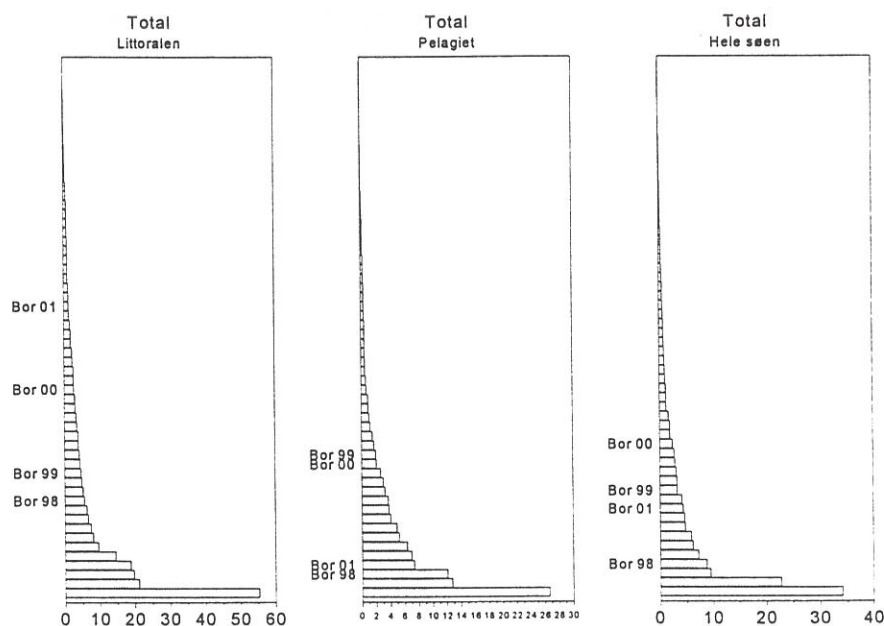 Total
Littoralen
Bor 01
Bor 00
Bor 99
Bor 98
0 10 20 30 40 50 60
Total
Pelagiet
Bor 99
Bor 00
Bor 01
Bor 98
0 2 4 6 8 10 12 14 16 18 20 22 24 26 28 30
Total
Hele søen
Bor 00
Bor 99
Bor 01
Bor 98
0 10 20 30 40